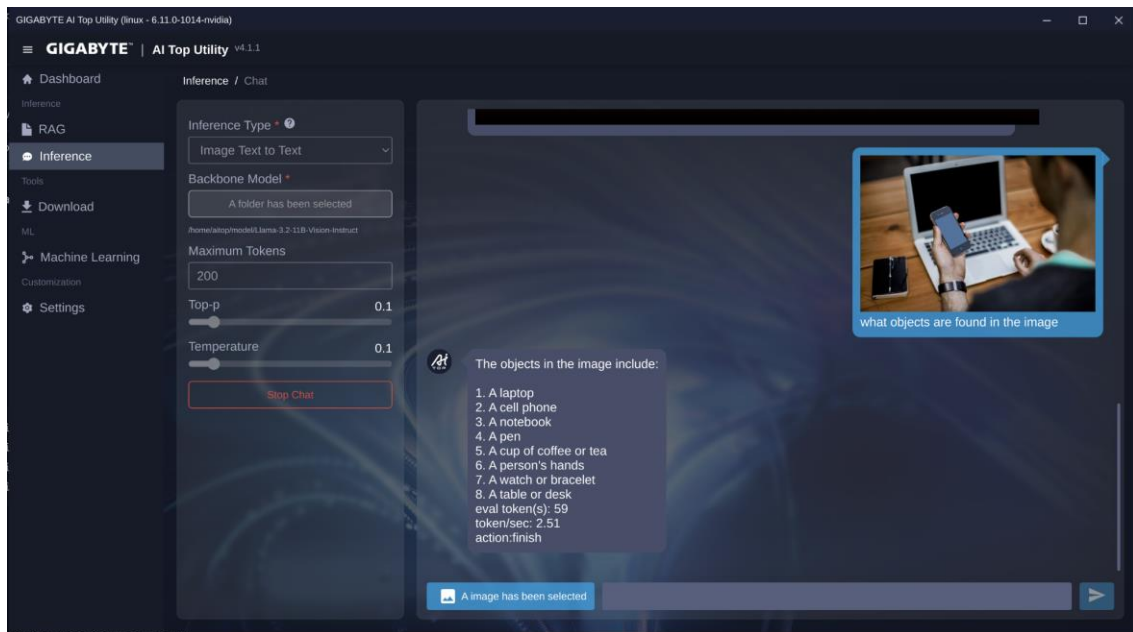 GIGABYTE AI Top Utility (linux - 6.11.0-1014-nvidia)
GIGABYTE™ | AI Top Utility v4.1.1
Dashboard
Inference
RAG
Inference
Tools
Download
ML
Machine Learning
Customization
Settings
Inference / Chat
Inference Type * ?
Image Text to Text
Backbone Model *
A folder has been selected
/home/aitop/model/Llama-3.2-11B-Vision-Instruct
Maximum Tokens
200
Top-p 0.1
Temperature 0.1
Stop Chat
what objects are found in the image
Ai
TOP
The objects in the image include:
1. A laptop
2. A cell phone
3. A notebook
4. A pen
5. A cup of coffee or tea
6. A person's hands
7. A watch or bracelet
8. A table or desk
eval token(s): 59
token/sec: 2.51
action:finish
A image has been selected